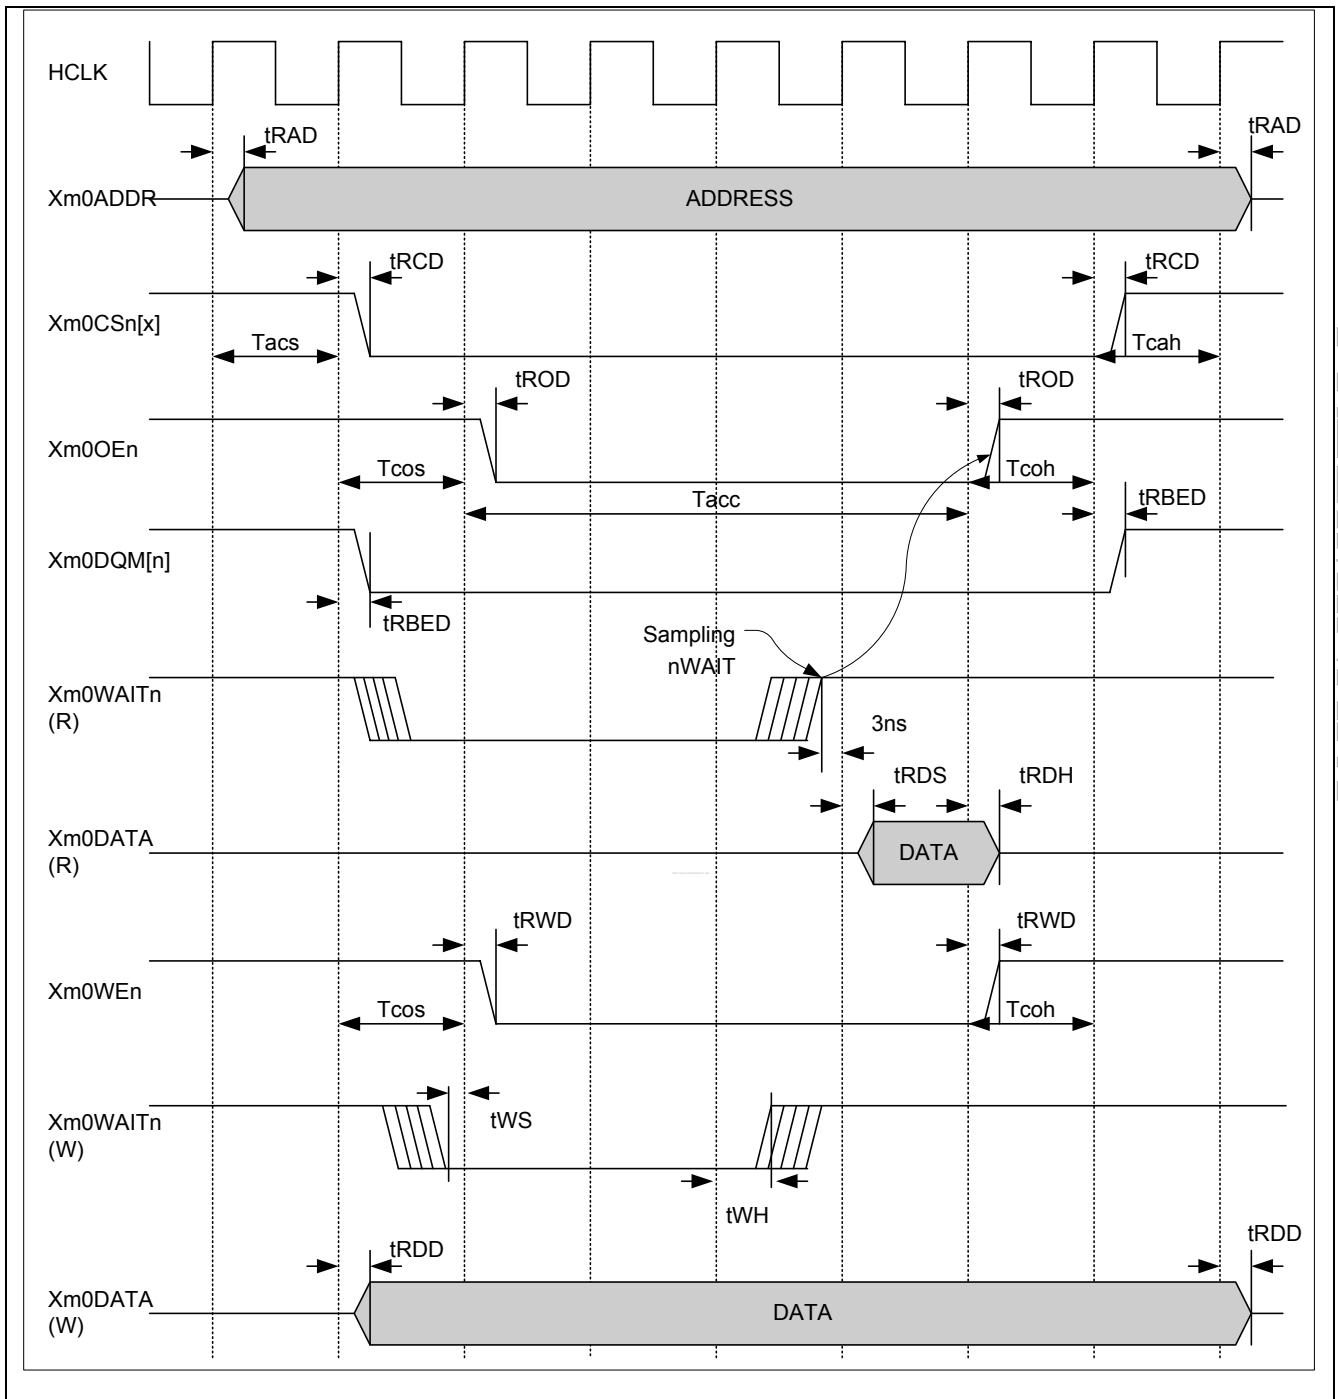 HCLK
tRAD
tRAD
Xm0ADDR
ADDRESS
tRCD
tRCD
Xm0CSn[x]
Tacs
Tcah
tROD
tROD
Xm0OEn
Tcos
Tcoh
Tacc
tRBED
Xm0DQM[n]
tRBED
Sampling
nWAIT
Xm0WAITn
(R)
3ns
tRDS
tRDH
Xm0DATA
(R)
DATA
tRWD
tRWD
Xm0WEn
Tcos
Tcoh
Xm0WAITn
(W)
tWS
tWH
tRDD
tRDD
Xm0DATA
(W)
DATA